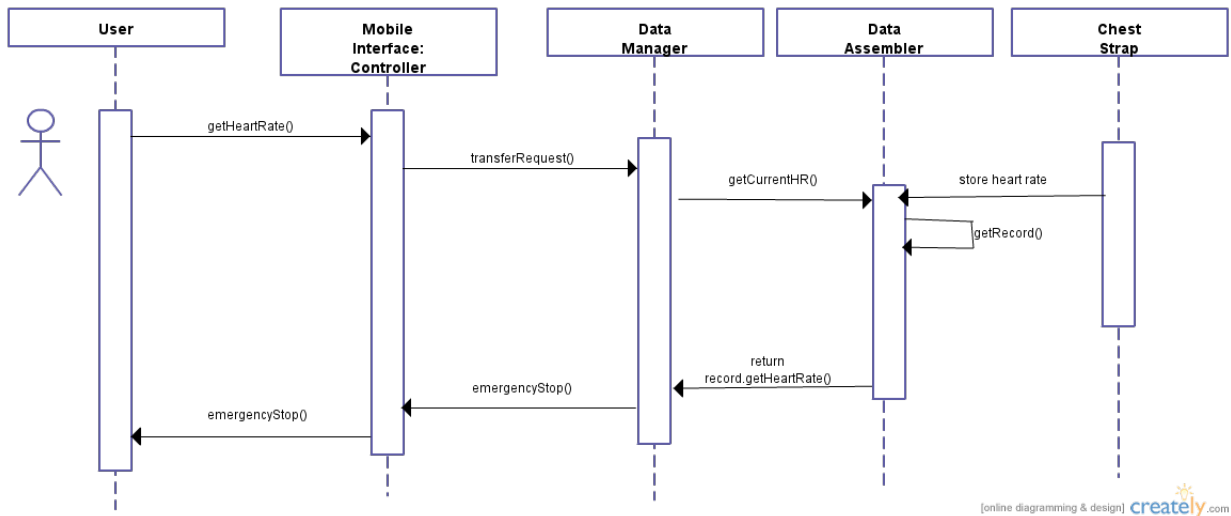 User
Mobile
Interface:
Controller
Data
Manager
Data
Assembler
Chest
Strap
getHeartRate()
transferRequest()
getCurrentHR()
store heart rate
getRecord()
return
record.getHeartRate()
emergencyStop()
emergencyStop()
[online diagramming & design] creately.com